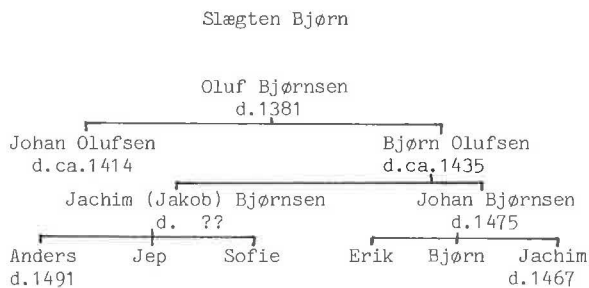 Slægten Bjørn
Oluf Bjørnsen
d.1381
Johan Olufsen Bjørn Olufsen
d.ca.1414 d.ca.1435
Jachim (Jakob) Bjørnsen Johan Bjørnsen
d. ?? d.1475
Anders Jep Sofie Erik Bjørn Jachim
d.1491 d.1467